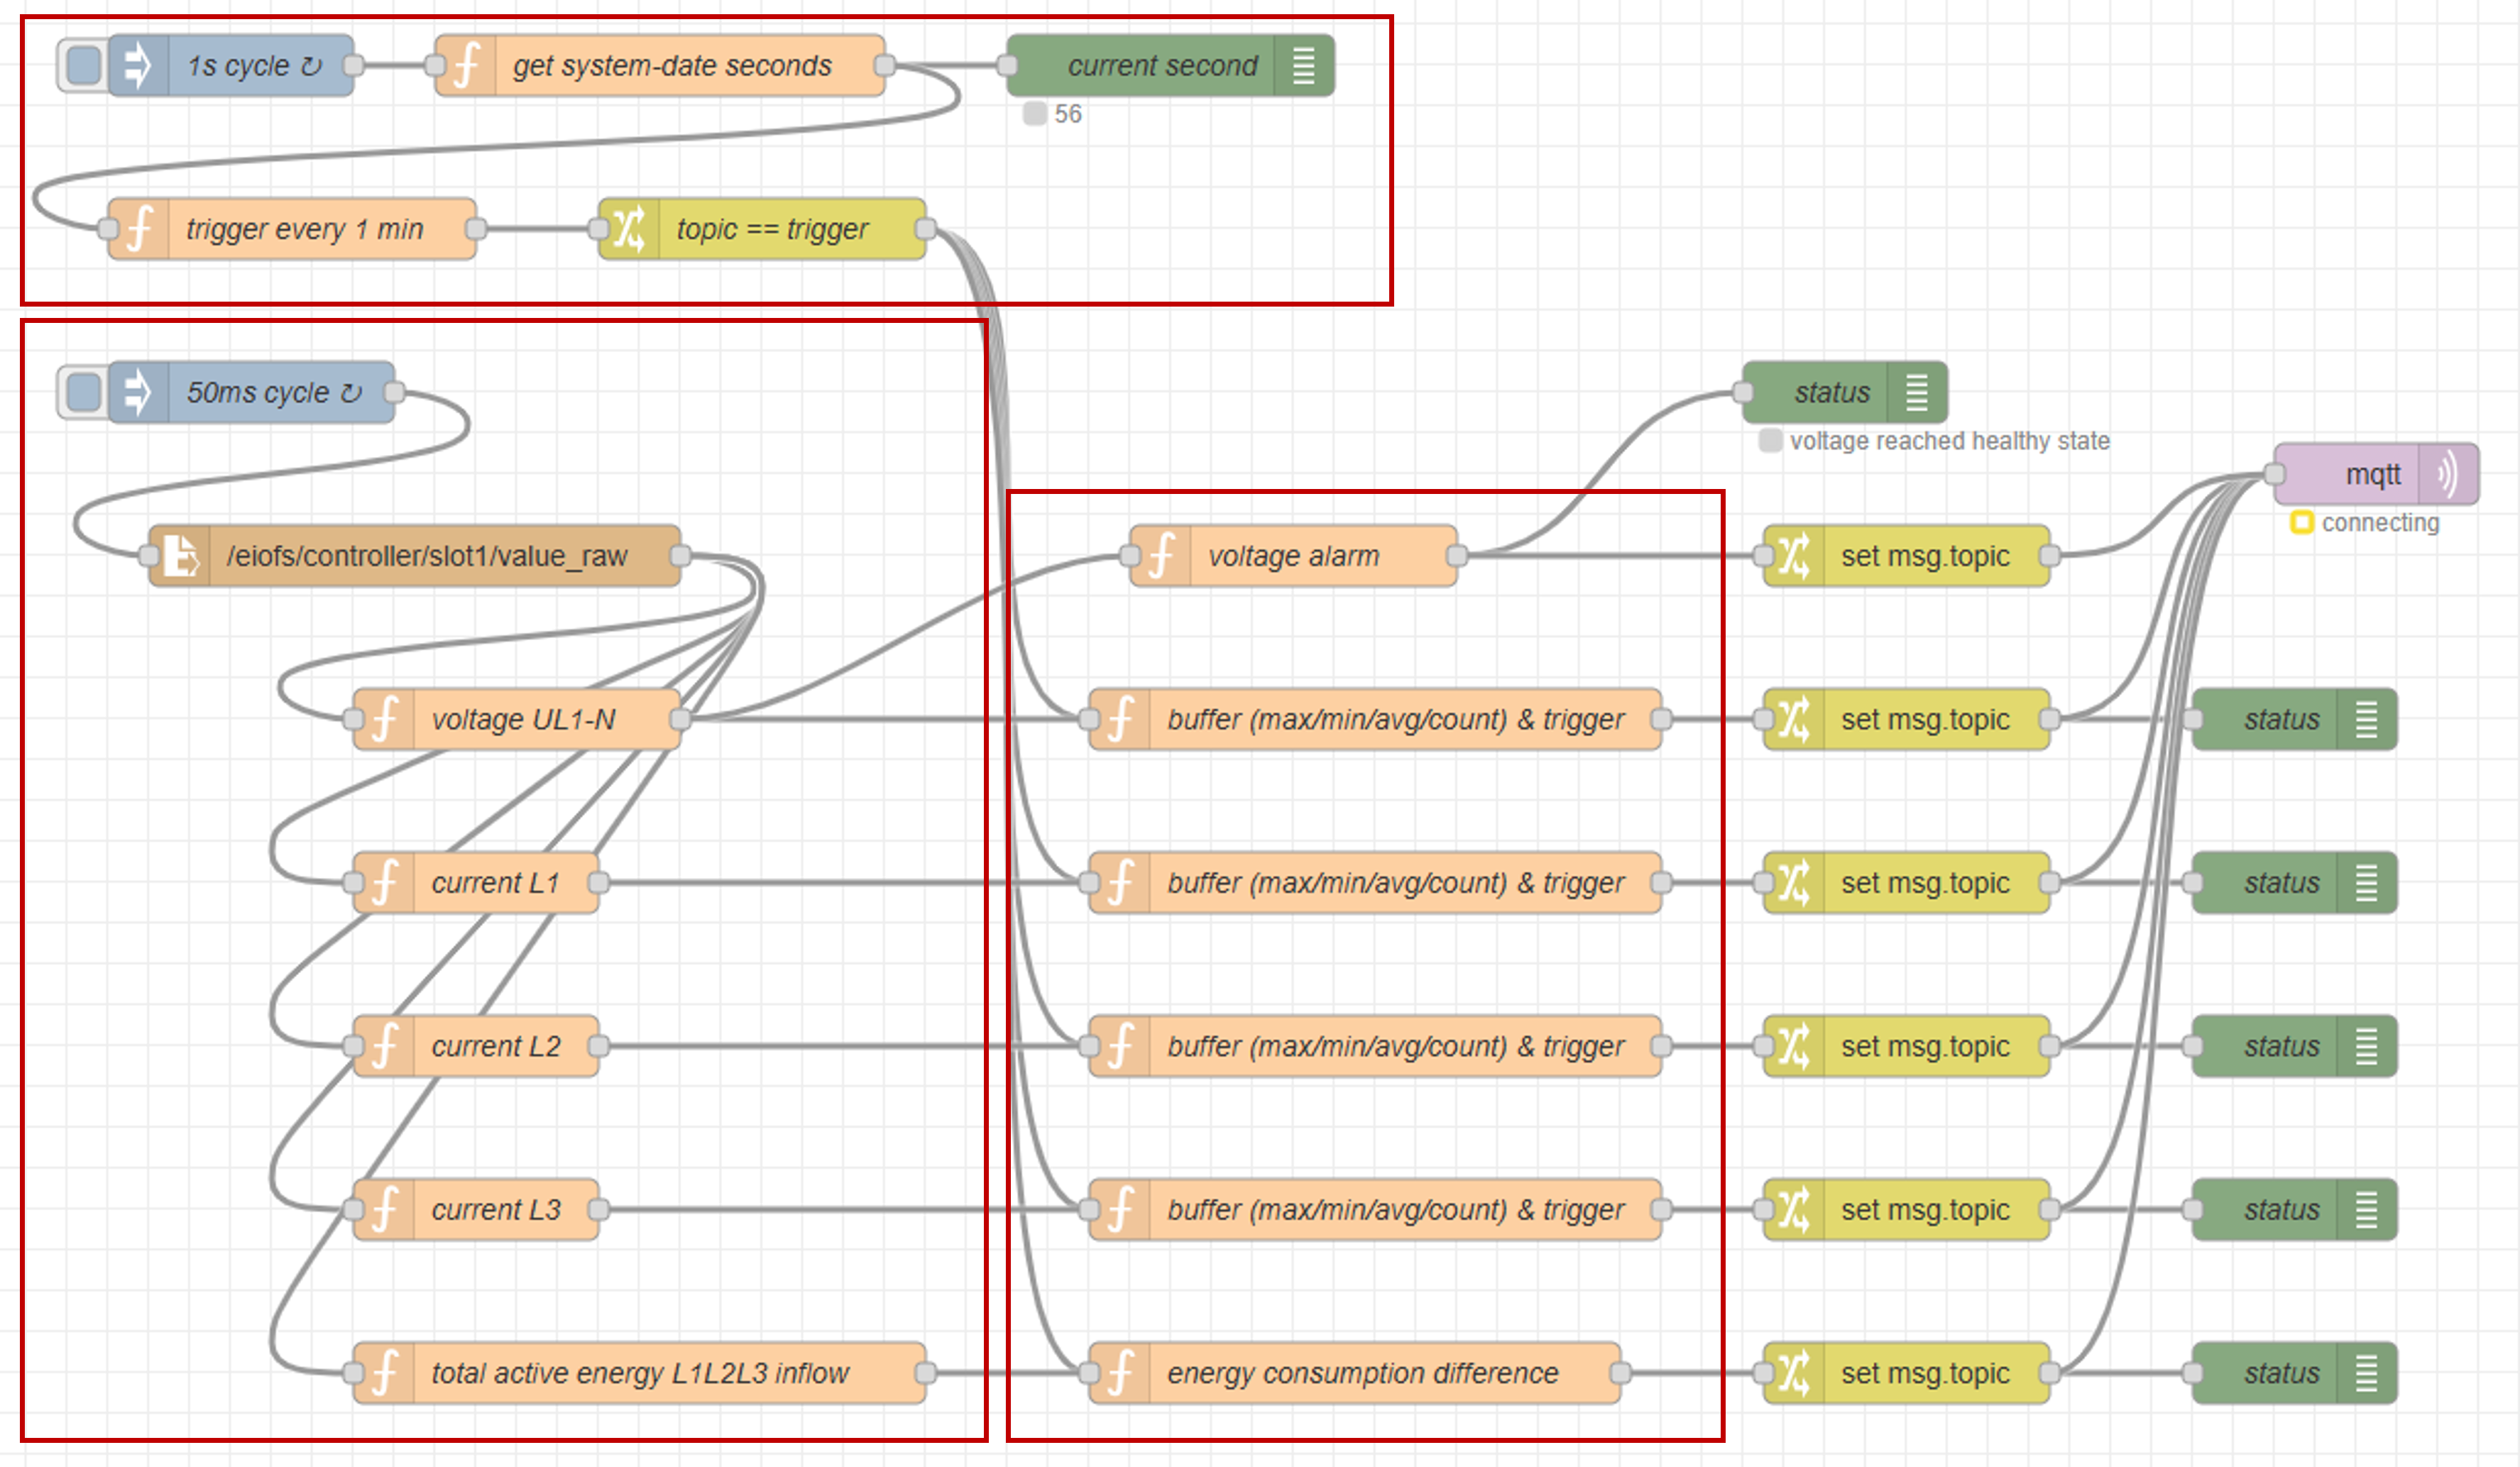 1s cycle ↻
get system-date seconds
current second
56
trigger every 1 min
topic == trigger
50ms cycle ↻
status
voltage reached healthy state
mqtt
connecting
/eiofs/controller/slot1/value_raw
voltage alarm
set msg.topic
voltage UL1-N
buffer (max/min/avg/count) & trigger
set msg.topic
status
current L1
buffer (max/min/avg/count) & trigger
set msg.topic
status
current L2
buffer (max/min/avg/count) & trigger
set msg.topic
status
current L3
buffer (max/min/avg/count) & trigger
set msg.topic
status
total active energy L1L2L3 inflow
energy consumption difference
set msg.topic
status